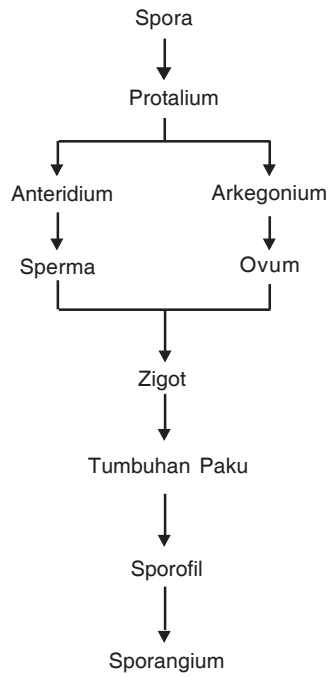 Spora
Protalium
Anteridium Arkegonium
Sperma Ovum
Zigot
Tumbuhan Paku
Sporofil
Sporangium